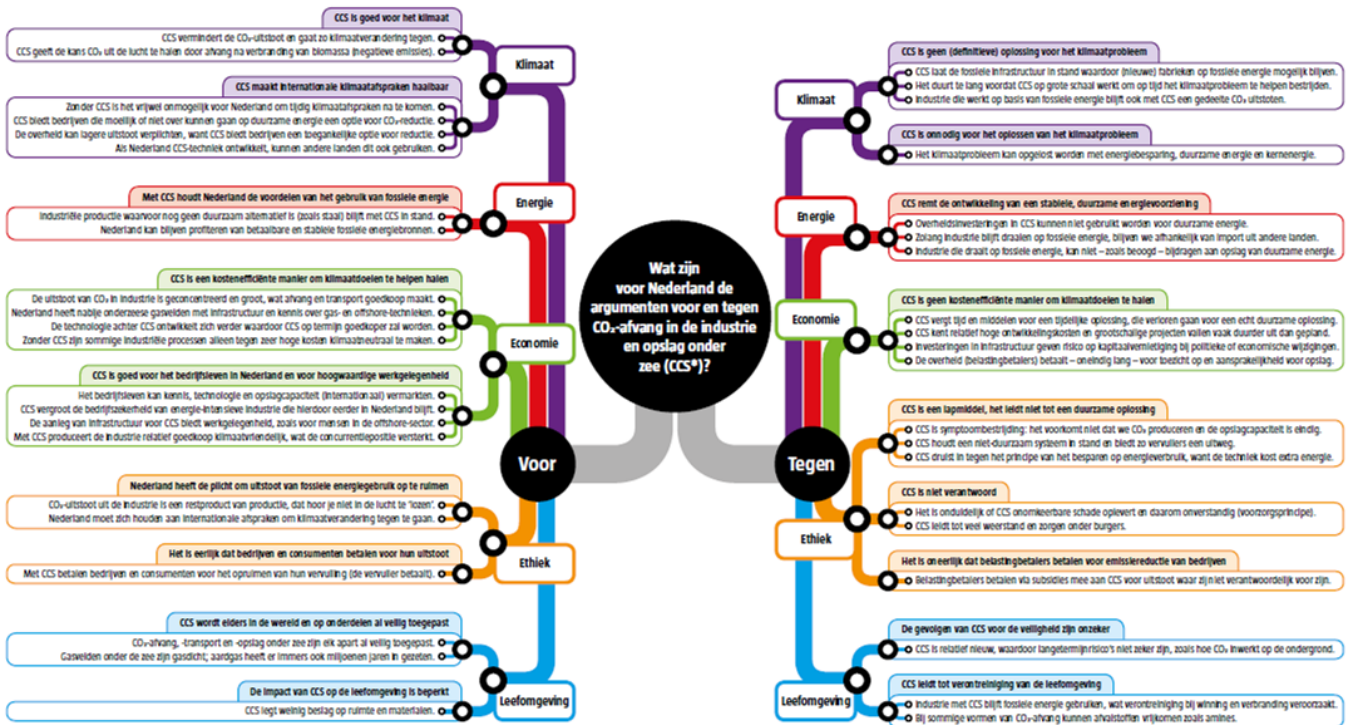 Wat zijn
voor Nederland de
argumenten voor en tegen
CO₂-afvang in de industrie
en opslag onder
zee (CCS*)?
Voor
Klimaat
CCS is goed voor het klimaat
CCS vermindert de CO₂-uitstoot en gaat zo klimaatverandering tegen.
CCS geeft de kans CO₂ uit de lucht te halen door afvang na verbranding van biomassa (negatieve emissies).
CCS maakt internationale klimaatafspraken haalbaar
Zonder CCS is het vrijwel onmogelijk voor Nederland om tijdig klimaatafspraken na te komen.
CCS biedt bedrijven die moeilijk of niet over kunnen gaan op duurzame energie een optie voor CO₂-reductie.
De overheid kan lagere uitstoot verplichten, want CCS biedt bedrijven een toegankelijke optie voor reductie.
Als Nederland CCS-techniek ontwikkelt, kunnen andere landen dit ook gebruiken.
Energie
Met CCS houdt Nederland de voordelen van het gebruik van fossiele energie
Industriële productie waarvoor nog geen duurzaam alternatief is (zoals staal) blijft met CCS in stand.
Nederland kan blijven profiteren van betaalbare en stabiele fossiele energiebronnen.
Economie
CCS is een kostenefficiënte manier om klimaatdoelen te helpen halen
De uitstoot van CO₂ in industrie is geconcentreerd en groot, wat afvang en transport goedkoop maakt.
Nederland heeft nabije onderzeese gasvelden met infrastructuur en kennis over gas- en offshore-technieken.
De technologie achter CCS ontwikkelt zich verder waardoor CCS op termijn goedkoper zal worden.
Zonder CCS zijn sommige industriële processen alleen tegen zeer hoge kosten klimaatneutraal te maken.
CCS is goed voor het bedrijfsleven in Nederland en voor hoogwaardige werkgelegenheid
Het bedrijfsleven kan kennis, technologie en opslagcapaciteit (internationaal) vermarkten.
CCS vergroot de bedrijfszekerheid van energie-intensieve industrie die hierdoor eerder in Nederland blijft.
De aanleg van infrastructuur voor CCS biedt werkgelegenheid, zoals voor mensen in de offshore-sector.
Met CCS produceert de industrie relatief goedkoop klimaatvriendelijk, wat de concurrentiepositie versterkt.
Ethiek
Nederland heeft de plicht om uitstoot van fossiele energiegebruik op te ruimen
CO₂-uitstoot uit de industrie is een restproduct van productie, dat hoor je niet in de lucht te 'lozen'.
Nederland moet zich houden aan internationale afspraken om klimaatverandering tegen te gaan.
Het is eerlijk dat bedrijven en consumenten betalen voor hun uitstoot
Met CCS betalen bedrijven en consumenten voor het opruimen van hun vervuiling (de vervuiler betaalt).
Leefomgeving
CCS wordt elders in de wereld en op onderdelen al veilig toegepast
CO₂-afvang, -transport en -opslag onder zee zijn elk apart al veilig toegepast.
Gasvelden onder de zee zijn gasdicht; aardgas heeft er immers ook miljoenen jaren in gezeten.
De impact van CCS op de leefomgeving is beperkt
CCS legt weinig beslag op ruimte en materialen.
Tegen
Klimaat
CCS is geen (definitieve) oplossing voor het klimaatprobleem
CCS laat de fossiele infrastructuur in stand waardoor (nieuwe) fabrieken op fossiele energie mogelijk blijven.
Het duurt te lang voordat CCS op grote schaal werkt om op tijd het klimaatprobleem te helpen bestrijden.
Industrie die werkt op basis van fossiele energie blijft ook met CCS een gedeelte CO₂ uitstoten.
CCS is onnodig voor het oplossen van het klimaatprobleem
Het klimaatprobleem kan opgelost worden met energiebesparing, duurzame energie en kernenergie.
Energie
CCS remt de ontwikkeling van een stabiele, duurzame energievoorziening
Overheidsinvesteringen in CCS kunnen niet gebruikt worden voor duurzame energie.
Zolang industrie blijft draaien op fossiele energie, blijven we afhankelijk van import uit andere landen.
Industrie die draait op fossiele energie, kan niet – zoals beoogd – bijdragen aan opslag van duurzame energie.
Economie
CCS is geen kostenefficiënte manier om klimaatdoelen te halen
CCS vergt tijd en middelen voor een tijdelijke oplossing, die verloren gaan voor een echt duurzame oplossing.
CCS kent relatief hoge ontwikkelingskosten en grootschalige projecten vallen vaak duurder uit dan gepland.
Investeringen in infrastructuur geven risico op kapitaalvernietiging bij politieke of economische wijzigingen.
De overheid (belastingbetalers) betaalt – oneindig lang – voor toezicht op en aansprakelijkheid voor opslag.
Ethiek
CCS is een lapmiddel, het leidt niet tot een duurzame oplossing
CCS is symptoombestrijding: het voorkomt niet dat we CO₂ produceren en de opslagcapaciteit is eindig.
CCS houdt een niet-duurzaam systeem in stand en biedt zo vervuilers een uitweg.
CCS druist in tegen het principe van het besparen op energieverbruik, want de techniek kost extra energie.
CCS is niet verantwoord
Het is onduidelijk of CCS onomkeerbare schade oplevert en daarom onverstandig (voorzorgsprincipe).
CCS leidt tot veel weerstand en zorgen onder burgers.
Het is oneerlijk dat belastingbetalers betalen voor emissiereductie van bedrijven
Belastingbetalers betalen via subsidies mee aan CCS voor uitstoot waar zij niet verantwoordelijk voor zijn.
Leefomgeving
De gevolgen van CCS voor de veiligheid zijn onzeker
CCS is relatief nieuw, waardoor langetermijnrisico's niet zeker zijn, zoals hoe CO₂ inwerkt op de ondergrond.
CCS leidt tot verontreiniging van de leefomgeving
Industrie met CCS blijft fossiele energie gebruiken, wat verontreiniging bij winning en verbranding veroorzaakt.
Bij sommige vormen van CO₂-afvang kunnen afvalstoffen vrijkomen zoals amines.